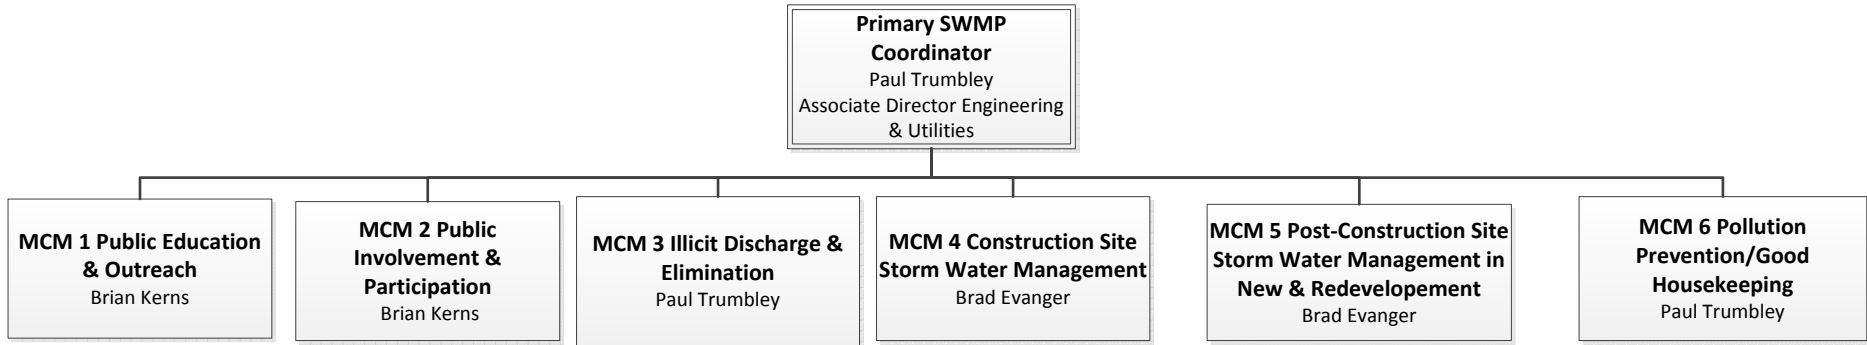 Primary SWMP
Coordinator
Paul Trumbley
Associate Director Engineering
& Utilities
MCM 1 Public Education
& Outreach
Brian Kerns
MCM 2 Public
Involvement &
Participation
Brian Kerns
MCM 3 Illicit Discharge &
Elimination
Paul Trumbley
MCM 4 Construction Site
Storm Water Management
Brad Evanger
MCM 5 Post-Construction Site
Storm Water Management in
New & Redevelopement
Brad Evanger
MCM 6 Pollution
Prevention/Good
Housekeeping
Paul Trumbley